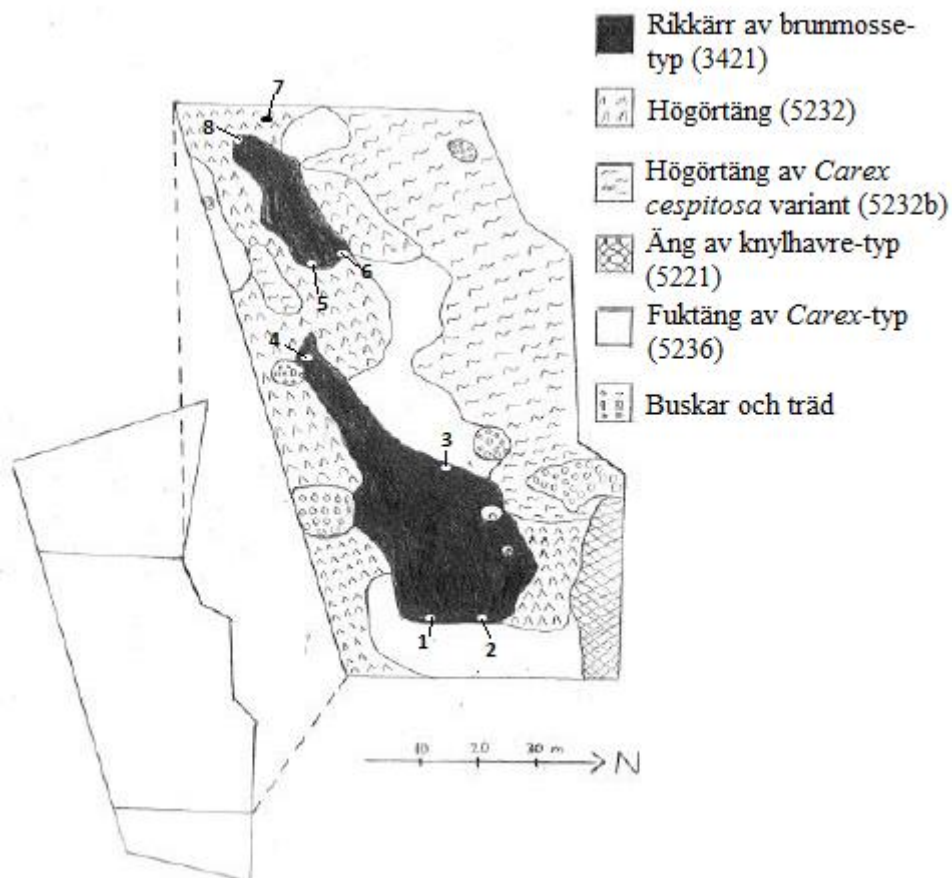 Rikkärr av brunmosse-
typ (3421)
Högörtäng (5232)
Högörtäng av Carex
cespitosa variant (5232b)
Äng av knylhavre-typ
(5221)
Fuktäng av Carex-typ
(5236)
Buskar och träd
7
8
6
5
4
3
1
2
10 20 30 m
N